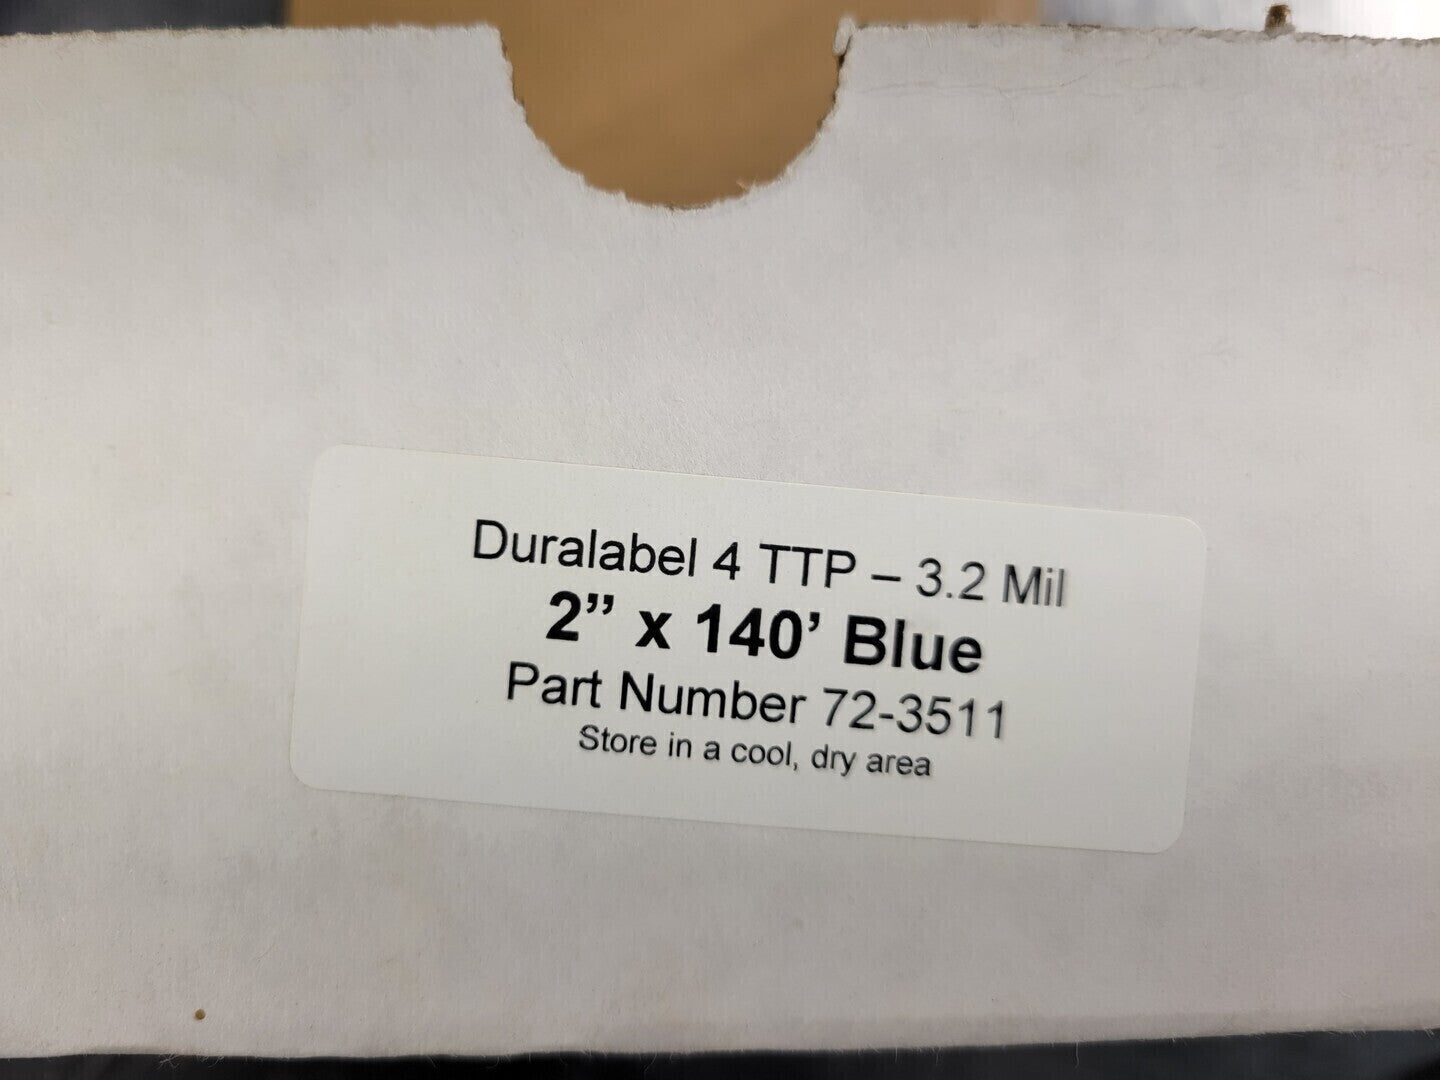 Duralabel 4 TTP – 3.2 Mil
2” x 140’ Blue
Part Number 72-3511
Store in a cool, dry area